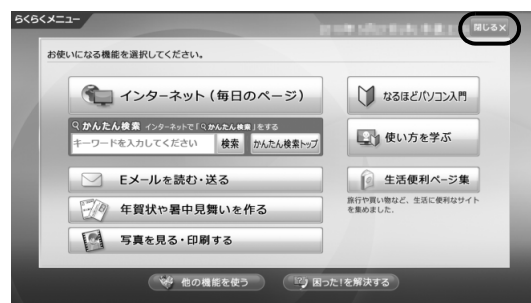 らくらくメニュー
閉じる×
お使いになる機能を選択してください。
インターネット(毎日のページ)
かんたん検索 インターネットで「かんたん検索」をする
キーワードを入力してください 検索 かんたん検索トップ
Eメールを読む・送る
年賀状や暑中見舞いを作る
写真を見る・印刷する
なるほどパソコン入門
使い方を学ぶ
生活便利ページ集
旅行や買い物など、生活に便利なサイト
を集めました。
他の機能を使う
困った!を解決する